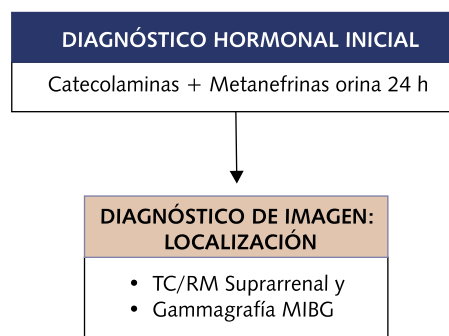 DIAGNÓSTICO HORMONAL INICIAL
Catecolaminas + Metanefrinas orina 24 h
DIAGNÓSTICO DE IMAGEN:
LOCALIZACIÓN
• TC/RM Suprarrenal y
• Gammagrafía MIBG